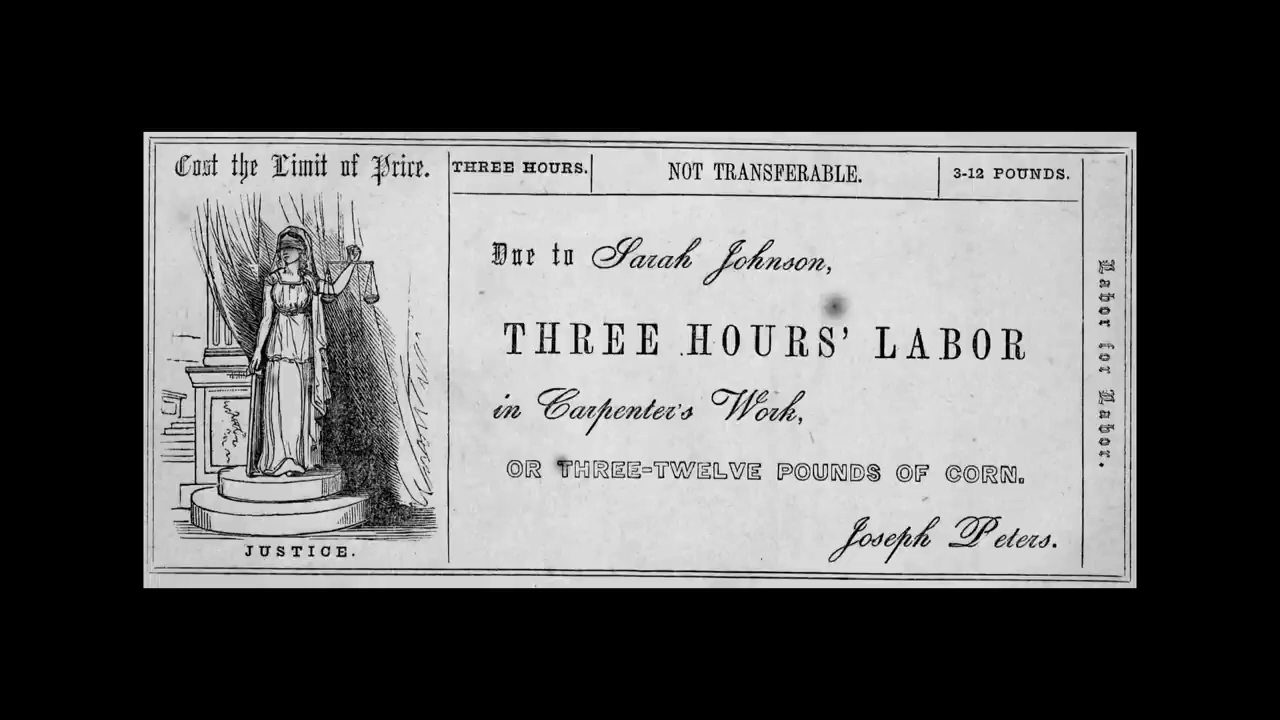 Cost the Limit of Price.
THREE HOURS.
NOT TRANSFERABLE.
3-12 POUNDS.
Due to Sarah Johnson,
THREE HOURS' LABOR
in Carpenter's Work,
OR THREE-TWELVE POUNDS OF CORN.
Joseph Peters.
JUSTICE.
Labor for Labor.